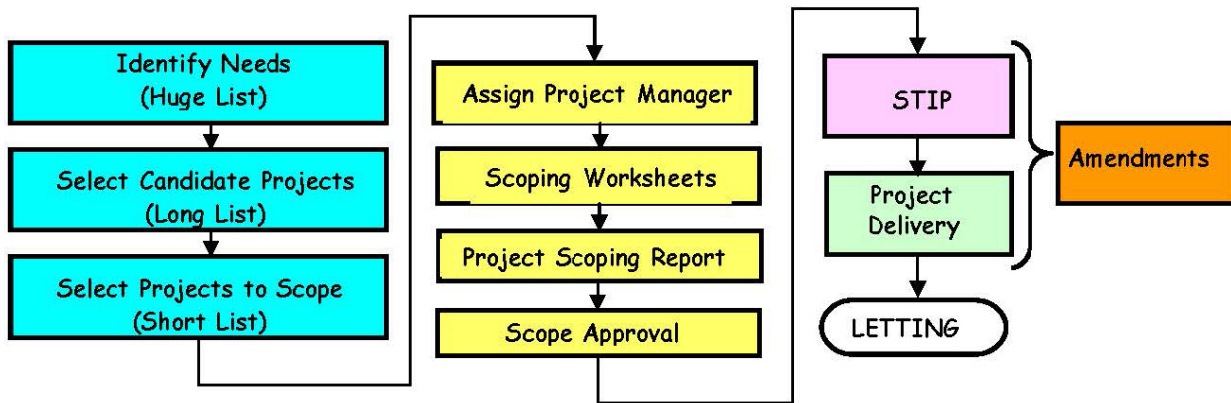 Identify Needs
(Huge List)
Select Candidate Projects
(Long List)
Select Projects to Scope
(Short List)
Assign Project Manager
Scoping Worksheets
Project Scoping Report
Scope Approval
STIP
Project
Delivery
LETTING
Amendments